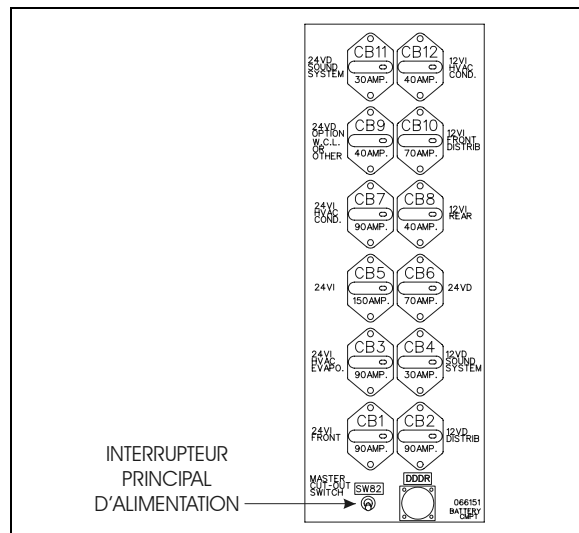 24VD
SOUND
SYSTEM
CB11
30AMP.
CB12
40AMP.
12VI
HVAC
COND.
24VD
OPTION
W.C.L.
OR
OTHER
CB9
40AMP.
CB10
70AMP.
12VI
FRONT
DISTRIB
24VI
HVAC
COND.
CB7
90AMP.
CB8
40AMP.
12VI
REAR
24VI
CB5
150AMP.
CB6
70AMP.
24VD
24VI
HVAC
EVAPO.
CB3
90AMP.
CB4
30AMP.
12VD
SOUND
SYSTEM
24VI
FRONT
CB1
90AMP.
CB2
90AMP.
12VD
DISTRIB
INTERRUPTEUR
PRINCIPAL
D'ALIMENTATION
MASTER
CUT-OUT
SWITCH
SW82
DDDR
066151
BATTERY
CMPT